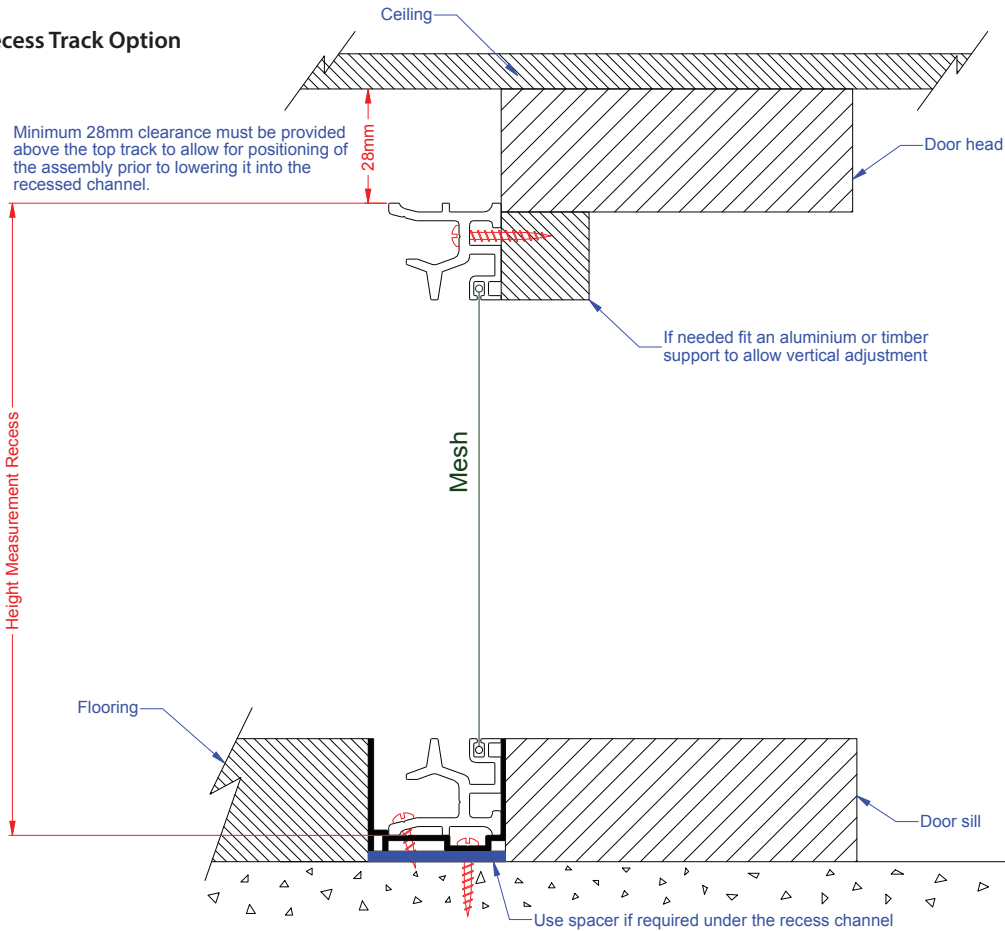 ecess Track Option
Ceiling
Minimum 28mm clearance must be provided
above the top track to allow for positioning of
the assembly prior to lowering it into the
recessed channel.
28mm
Door head
If needed fit an aluminium or timber
support to allow vertical adjustment
Height Measurement Recess
Mesh
Flooring
Door sill
Use spacer if required under the recess channel